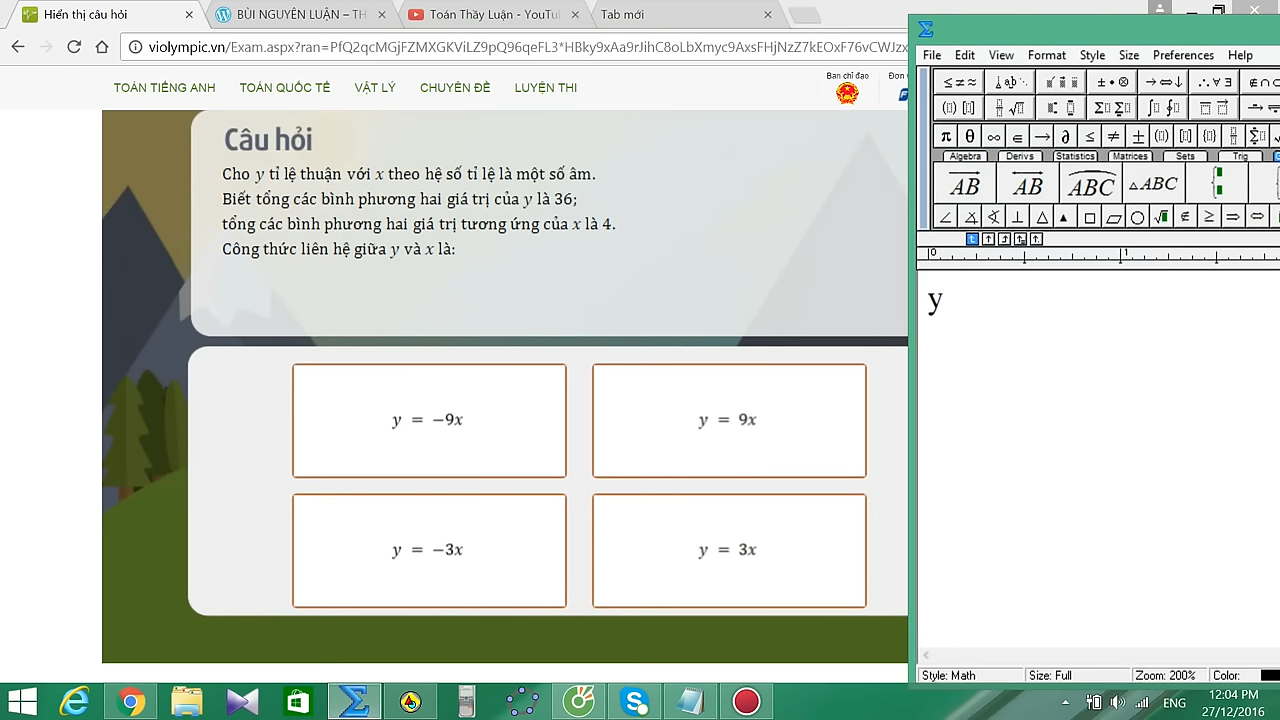 Hiển thị câu hỏi
BÙI NGUYÊN LUẬN – TH
Toán Thầy Luận - YouTu
Tab mới
violympic.vn/Exam.aspx?ran=PfQ2qcMGjFZMXGKViLZ9pQ96qeFL3*HBky9xAa9rJihC8oLbXmyc9AxsFHjNzZ7kEOxF76vCWJzx
TOÁN TIẾNG ANH
TOÁN QUỐC TẾ
VẬT LÝ
CHUYÊN ĐỀ
LUYỆN THI
Ban chỉ đạo
Đơn v
Câu hỏi
Cho y tỉ lệ thuận với x theo hệ số tỉ lệ là một số âm.
Biết tổng các bình phương hai giá trị của y là 36;
tổng các bình phương hai giá trị tương ứng của x là 4.
Công thức liên hệ giữa y và x là:
y = −9x
y = 9x
y = −3x
y = 3x
File Edit View Format Style Size Preferences Help
Algebra Derivs Statistics Matrices Sets Trig
AB AB ABC △ABC
0 1
y
Style: Math
Size: Full
Zoom: 200%
Color:
ENG
12:04 PM
27/12/2016